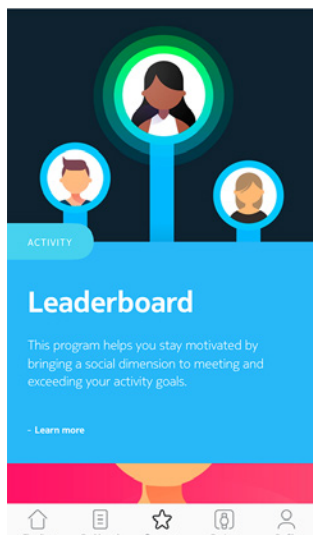 ACTIVITY
Leaderboard
This program helps you stay motivated by
bringing a social dimension to meeting and
exceeding your activity goals.
– Learn more